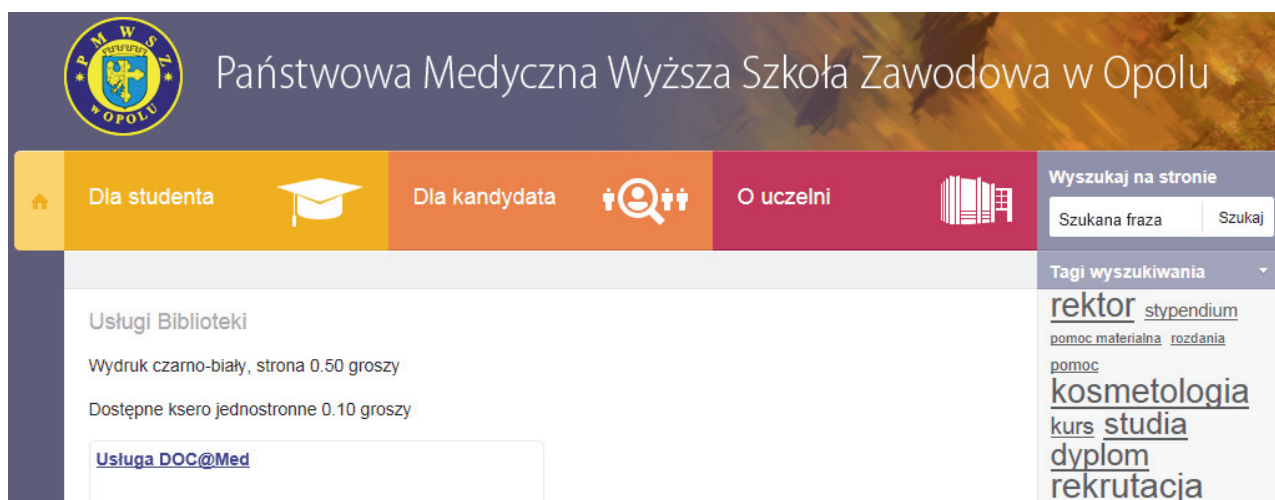 P M W S Z
w OPOLU
Państwowa Medyczna Wyższa Szkoła Zawodowa w Opolu
Dla studenta
Dla kandydata
O uczelni
Wyszukaj na stronie
Szukana fraza Szukaj
Tagi wyszukiwania
Usługi Biblioteki
Wydruk czarno-biały, strona 0.50 groszy
Dostępne ksero jednostronne 0.10 groszy
Usługa DOC@Med
rektor stypendium
pomoc materialna rozdania
pomoc
kosmetologia
kurs studia
dyplom
rekrutacja